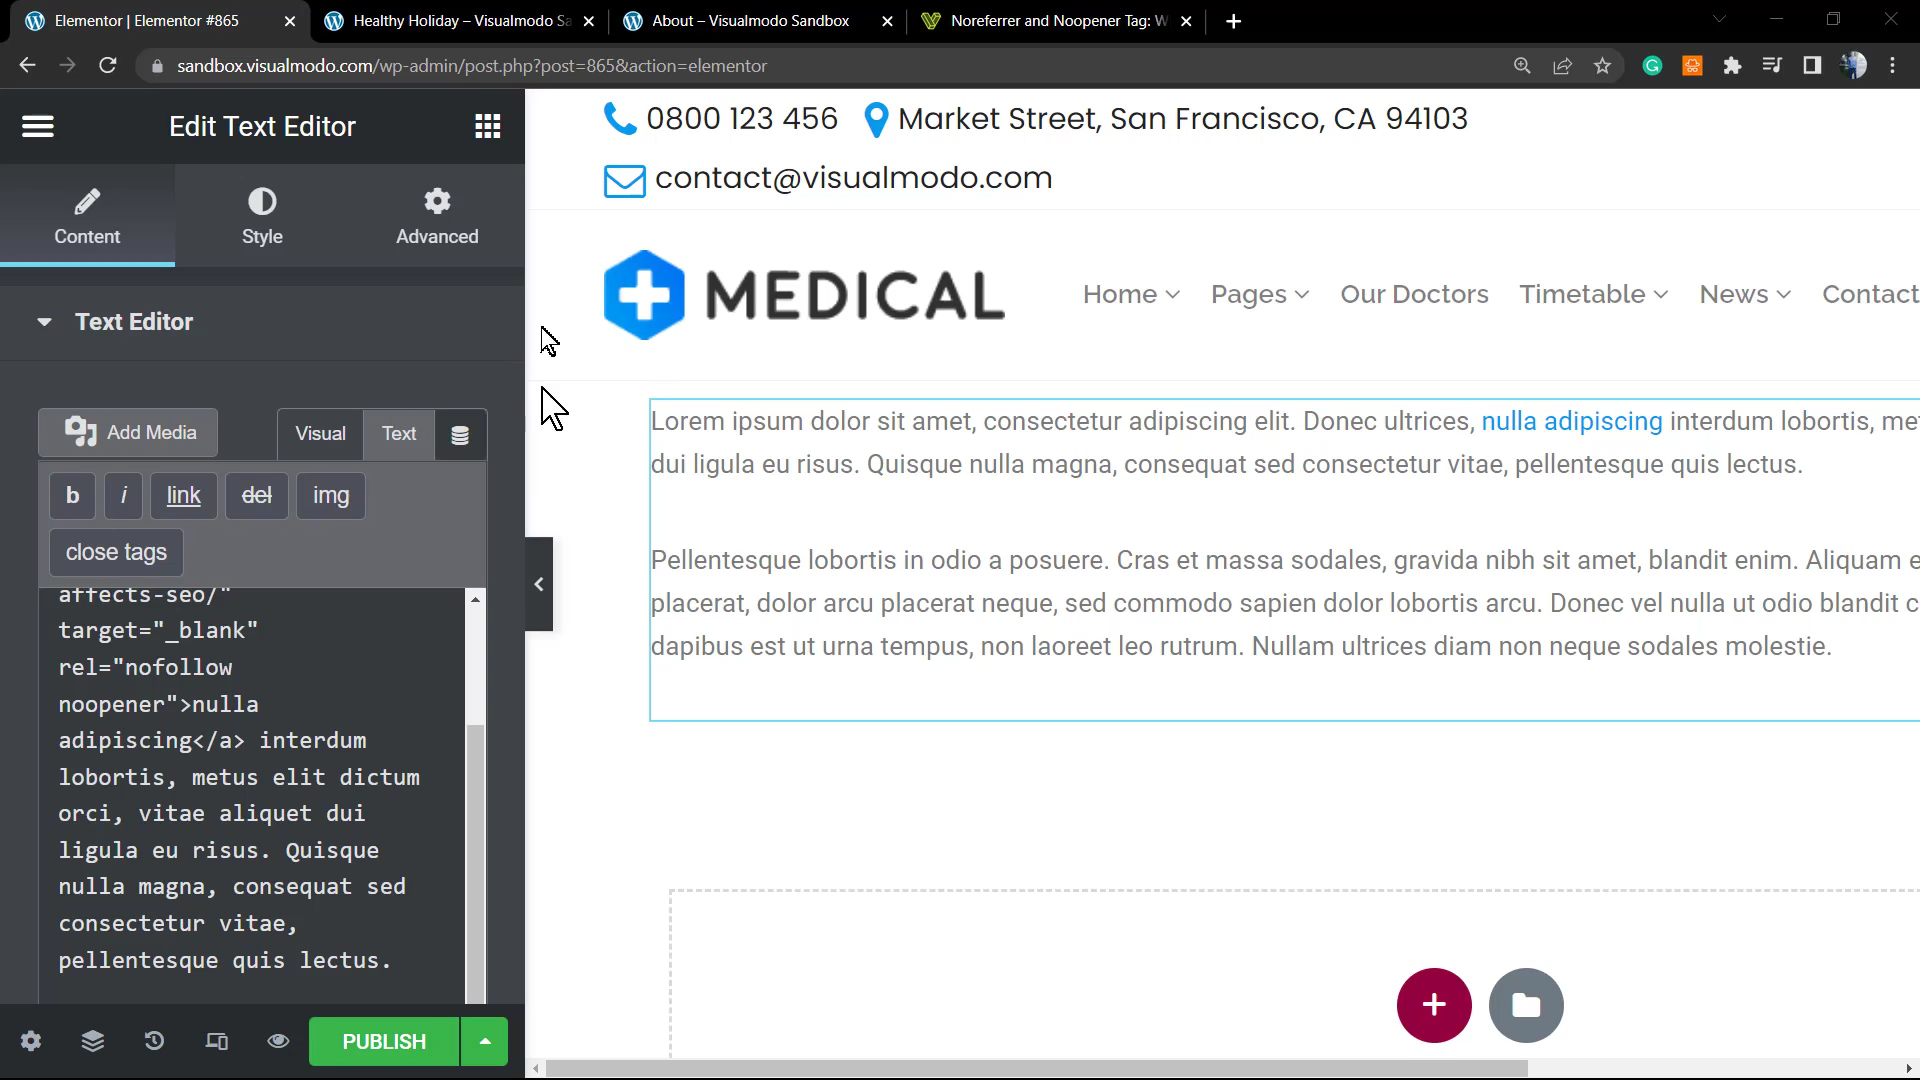 Elementor | Elementor #865
Healthy Holiday – Visualmodo Sa
About – Visualmodo Sandbox
Noreferrer and Noopener Tag: W
sandbox.visualmodo.com/wp-admin/post.php?post=865&action=elementor
Edit Text Editor
Content
Style
Advanced
Text Editor
Add Media
Visual
Text
b
i
link
del
img
close tags
affects-seo/"
target="_blank"
rel="nofollow
noopener">nulla
adipiscing</a> interdum
lobortis, metus elit dictum
orci, vitae aliquet dui
ligula eu risus. Quisque
nulla magna, consequat sed
consectetur vitae,
pellentesque quis lectus.
PUBLISH
0800 123 456 Market Street, San Francisco, CA 94103
contact@visualmodo.com
MEDICAL
Home
Pages
Our Doctors
Timetable
News
Contact
Lorem ipsum dolor sit amet, consectetur adipiscing elit. Donec ultrices, nulla adipiscing interdum lobortis, me
dui ligula eu risus. Quisque nulla magna, consequat sed consectetur vitae, pellentesque quis lectus.
Pellentesque lobortis in odio a posuere. Cras et massa sodales, gravida nibh sit amet, blandit enim. Aliquam e
placerat, dolor arcu placerat neque, sed commodo sapien dolor lobortis arcu. Donec vel nulla ut odio blandit c
dapibus est ut urna tempus, non laoreet leo rutrum. Nullam ultrices diam non neque sodales molestie.